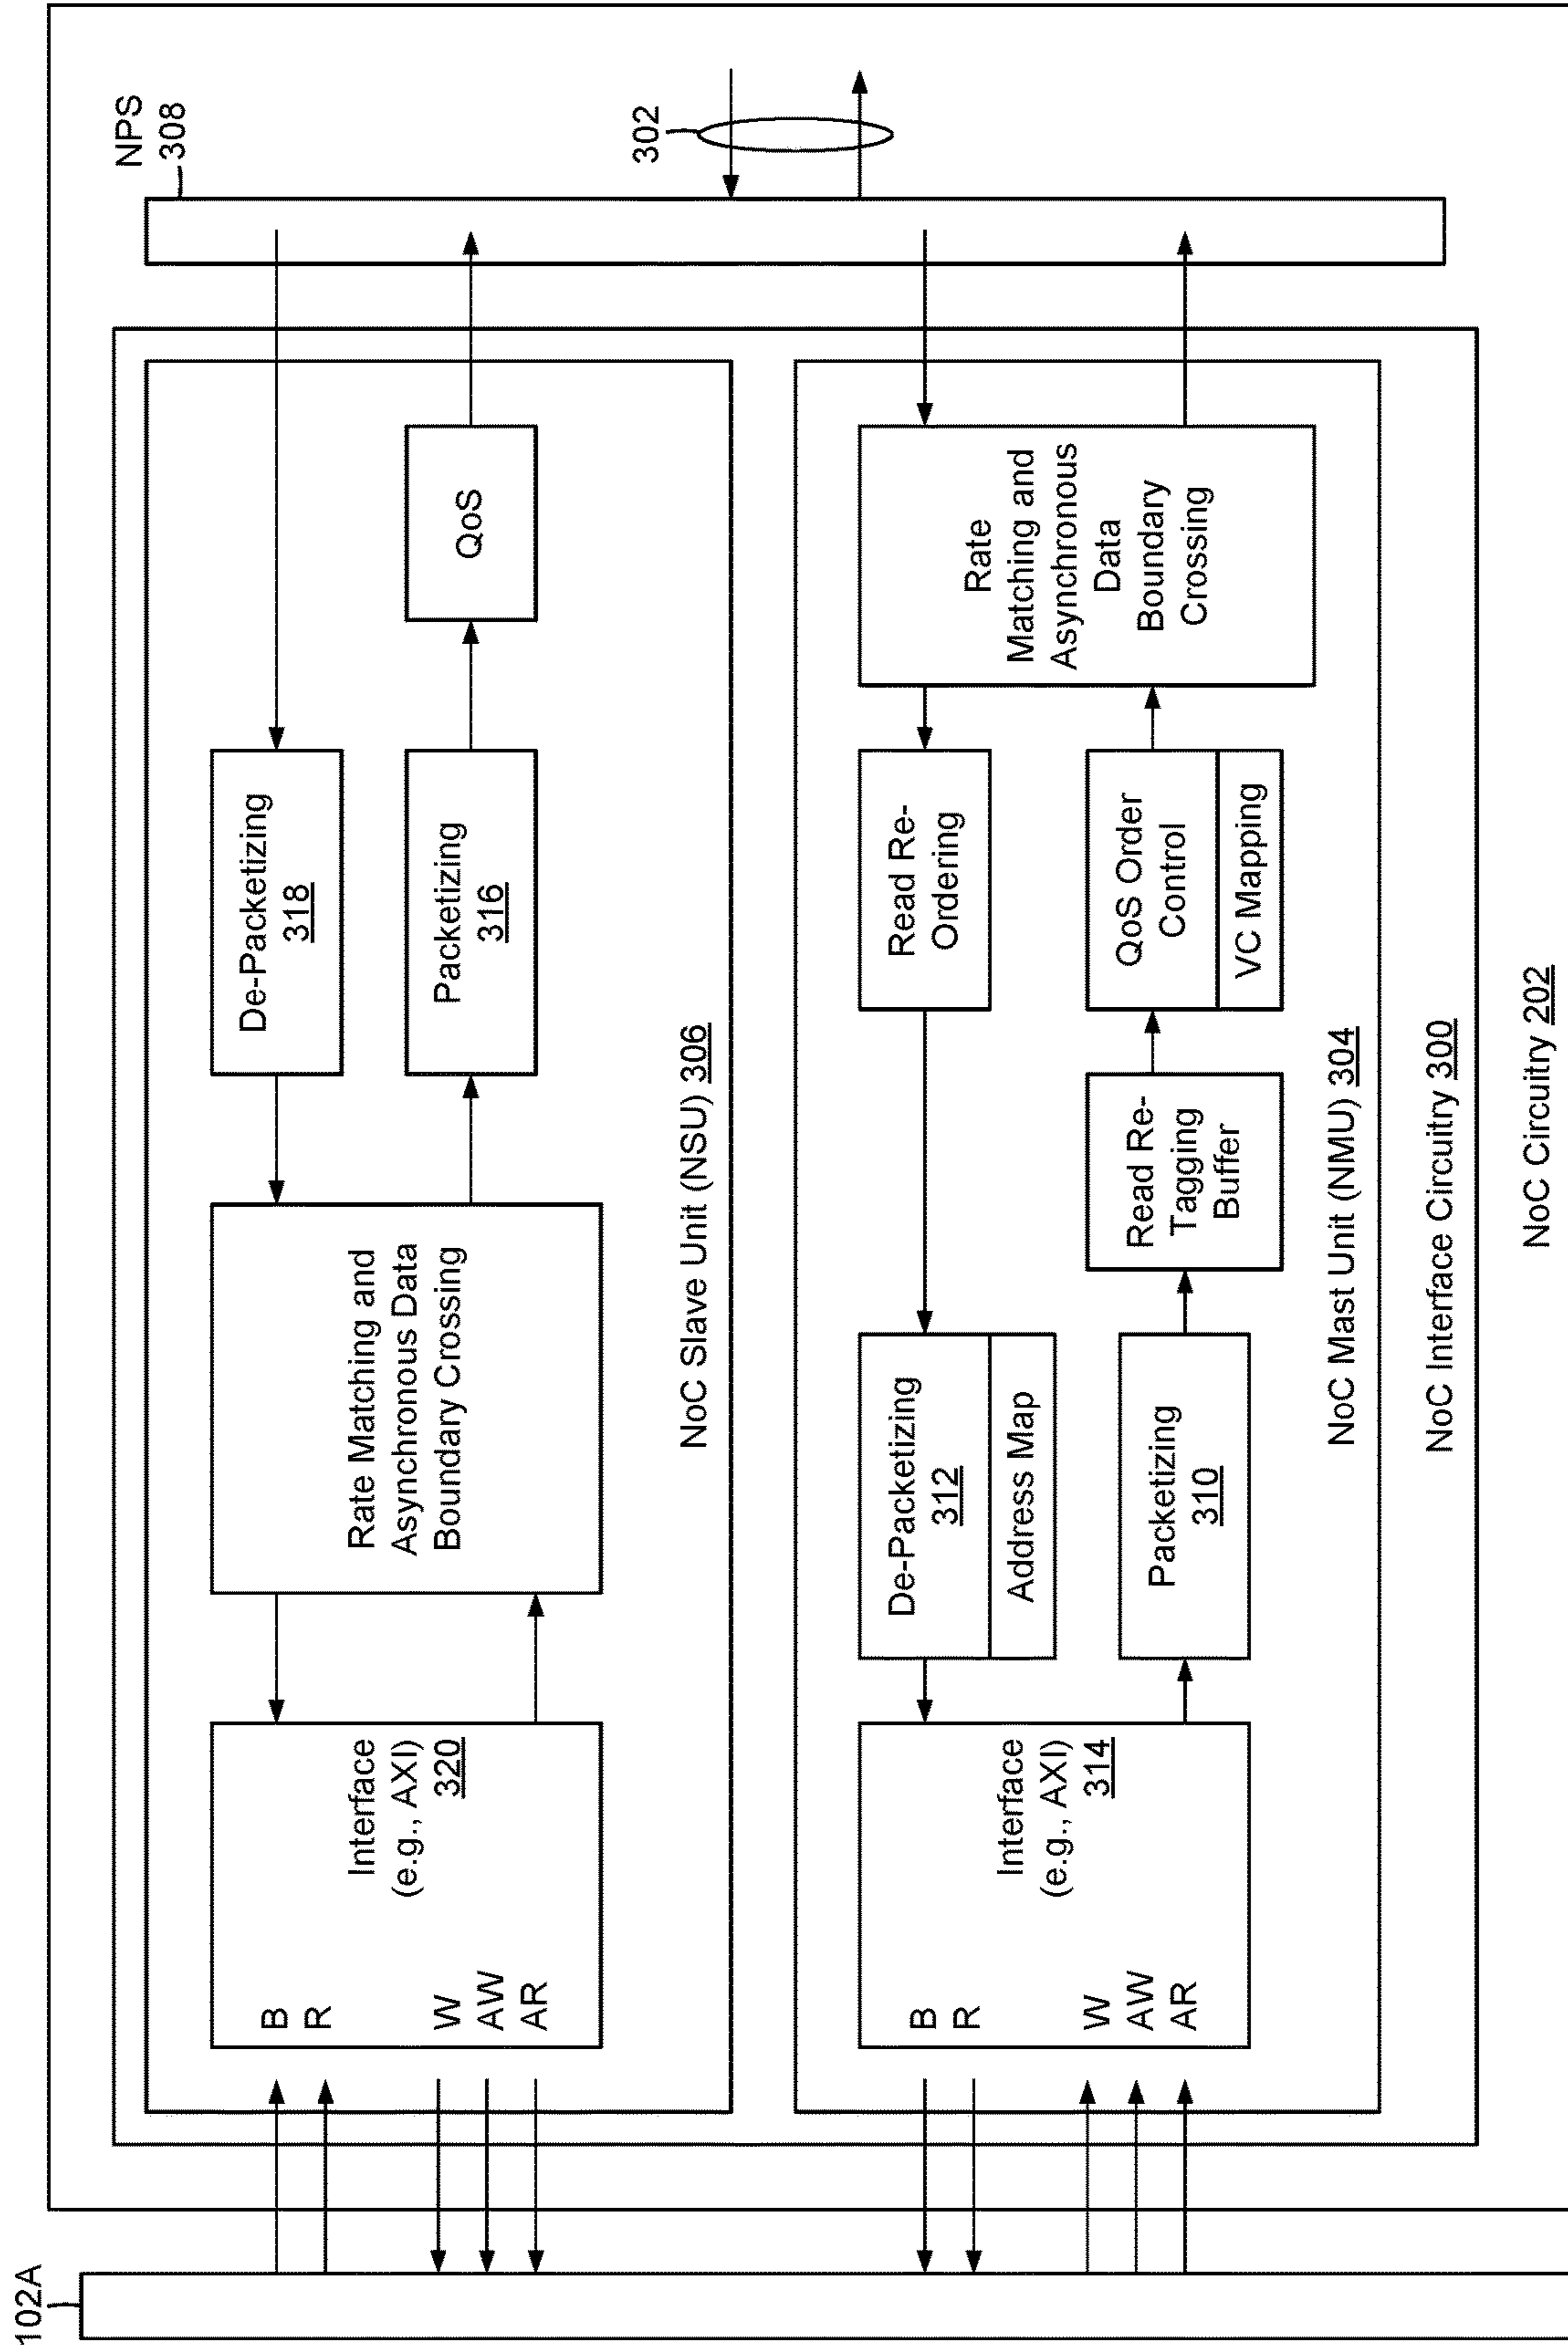 102A
NPS
308
302
B
R
W
AW
AR
Interface
(e.g., AXI)
320
Rate Matching and
Asynchronous Data
Boundary Crossing
De-Packetizing
318
Packetizing
316
QoS
NoC Slave Unit (NSU) 306
B
R
W
AW
AR
Interface
(e.g., AXI)
314
De-Packetizing
312
Address Map
Packetizing
310
Read Re-
Tagging
Buffer
Read Re-
Ordering
QoS Order
Control
VC Mapping
Rate
Matching and
Asynchronous
Data
Boundary
Crossing
NoC Mast Unit (NMU) 304
NoC Interface Circuitry 300
NoC Circuitry 202